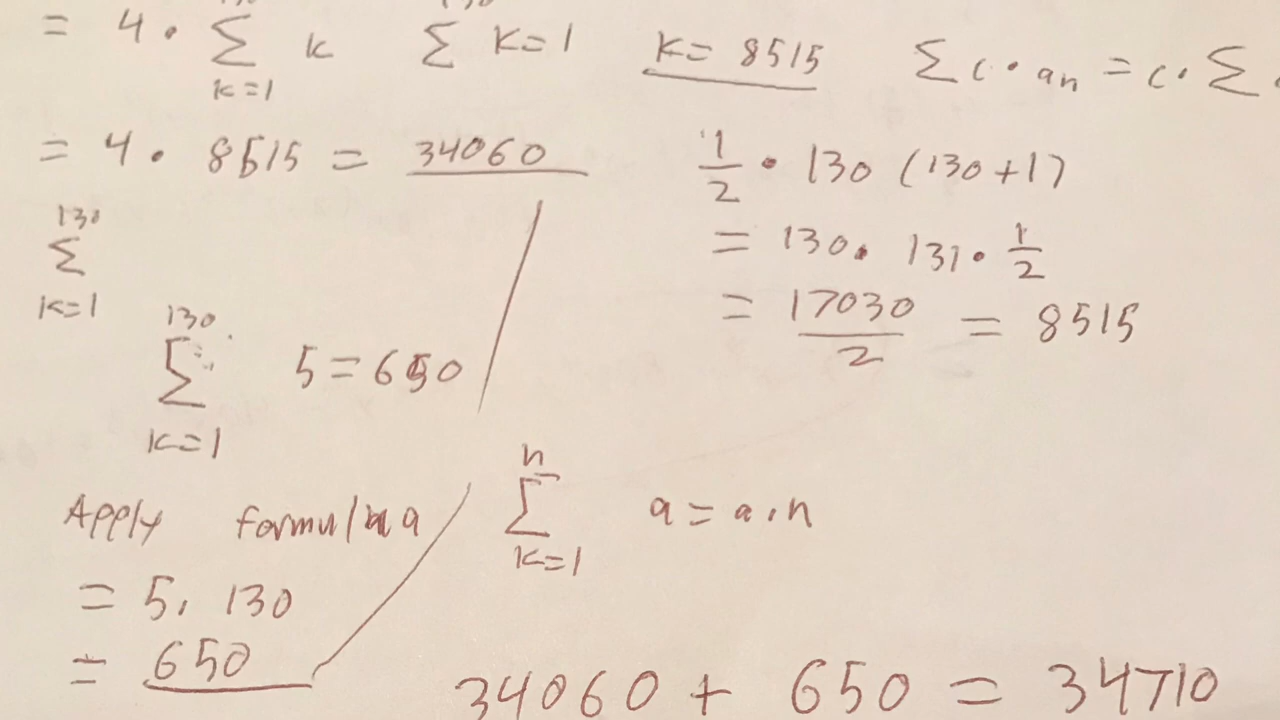 = 4 · ∑ k=1 k ∑ k=1 k = 8515 ∑ c · an = c · ∑
= 4 · 8515 = 34060
1/2 · 130 (130+1)
= 130 · 131 · 1/2
= 17030/2 = 8515
130 ∑ k=1
130 ∑ k=1 5 = 650
Apply formula
n ∑ k=1 a = a · n
= 5 · 130
= 650
34060 + 650 = 34710